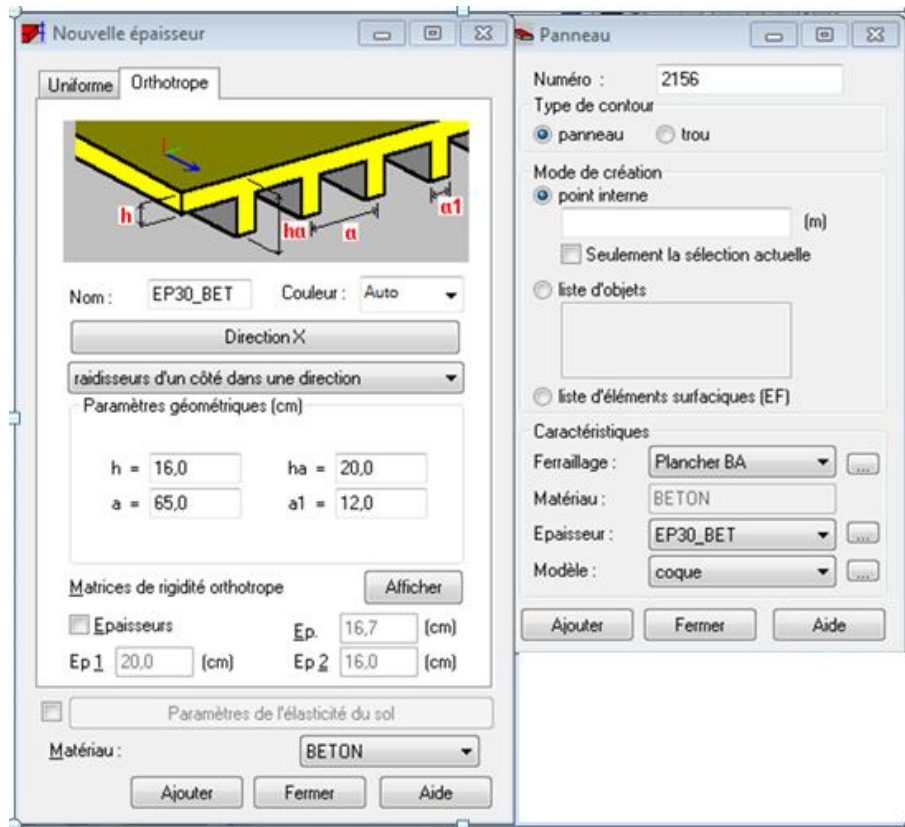 Nouvelle épaisseur
Uniforme Orthotrope
h ha a a1
Nom : EP30_BET Couleur : Auto
Direction X
raidisseurs d'un côté dans une direction
Paramètres géométriques (cm)
h = 16,0 ha = 20,0
a = 65,0 a1 = 12,0
Matrices de rigidité orthotrope Afficher
Epaisseurs Ep. 16,7 (cm)
Ep 1 20,0 (cm) Ep 2 16,0 (cm)
Paramètres de l'élasticité du sol
Matériau : BETON
Ajouter Fermer Aide
Panneau
Numéro : 2156
Type de contour
panneau trou
Mode de création
point interne
(m)
Seulement la sélection actuelle
liste d'objets
liste d'éléments surfaciques (EF)
Caractéristiques
Ferraillage : Plancher BA ...
Matériau : BETON
Epaisseur : EP30_BET ...
Modèle : coque ...
Ajouter Fermer Aide